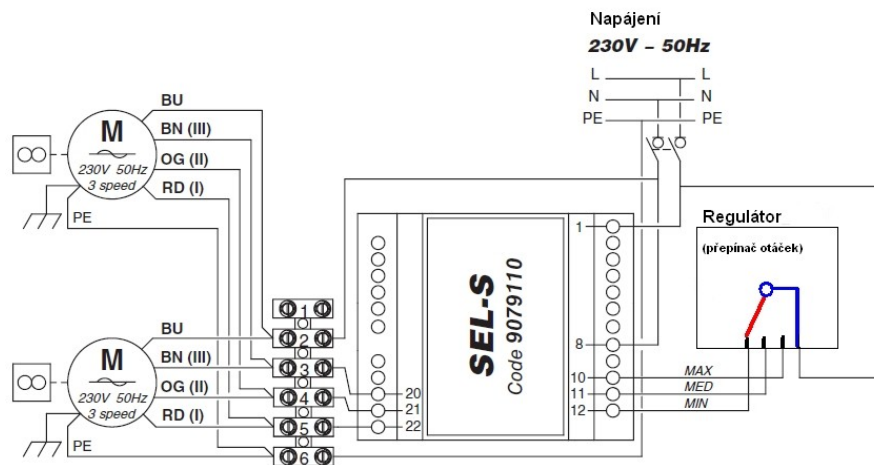 Napájení
230V ~ 50Hz
L L
N N
PE PE
BU
BN (III)
OG (II)
RD (I)
PE
M
230V 50Hz
3 speed
1
2
3
4
5
6
BU
BN (III)
OG (II)
RD (I)
PE
M
230V 50Hz
3 speed
20
21
22
SEL-S
Code 9079110
1
8
10
11
12
MAX
MED
MIN
Regulátor
(přepínač otáček)